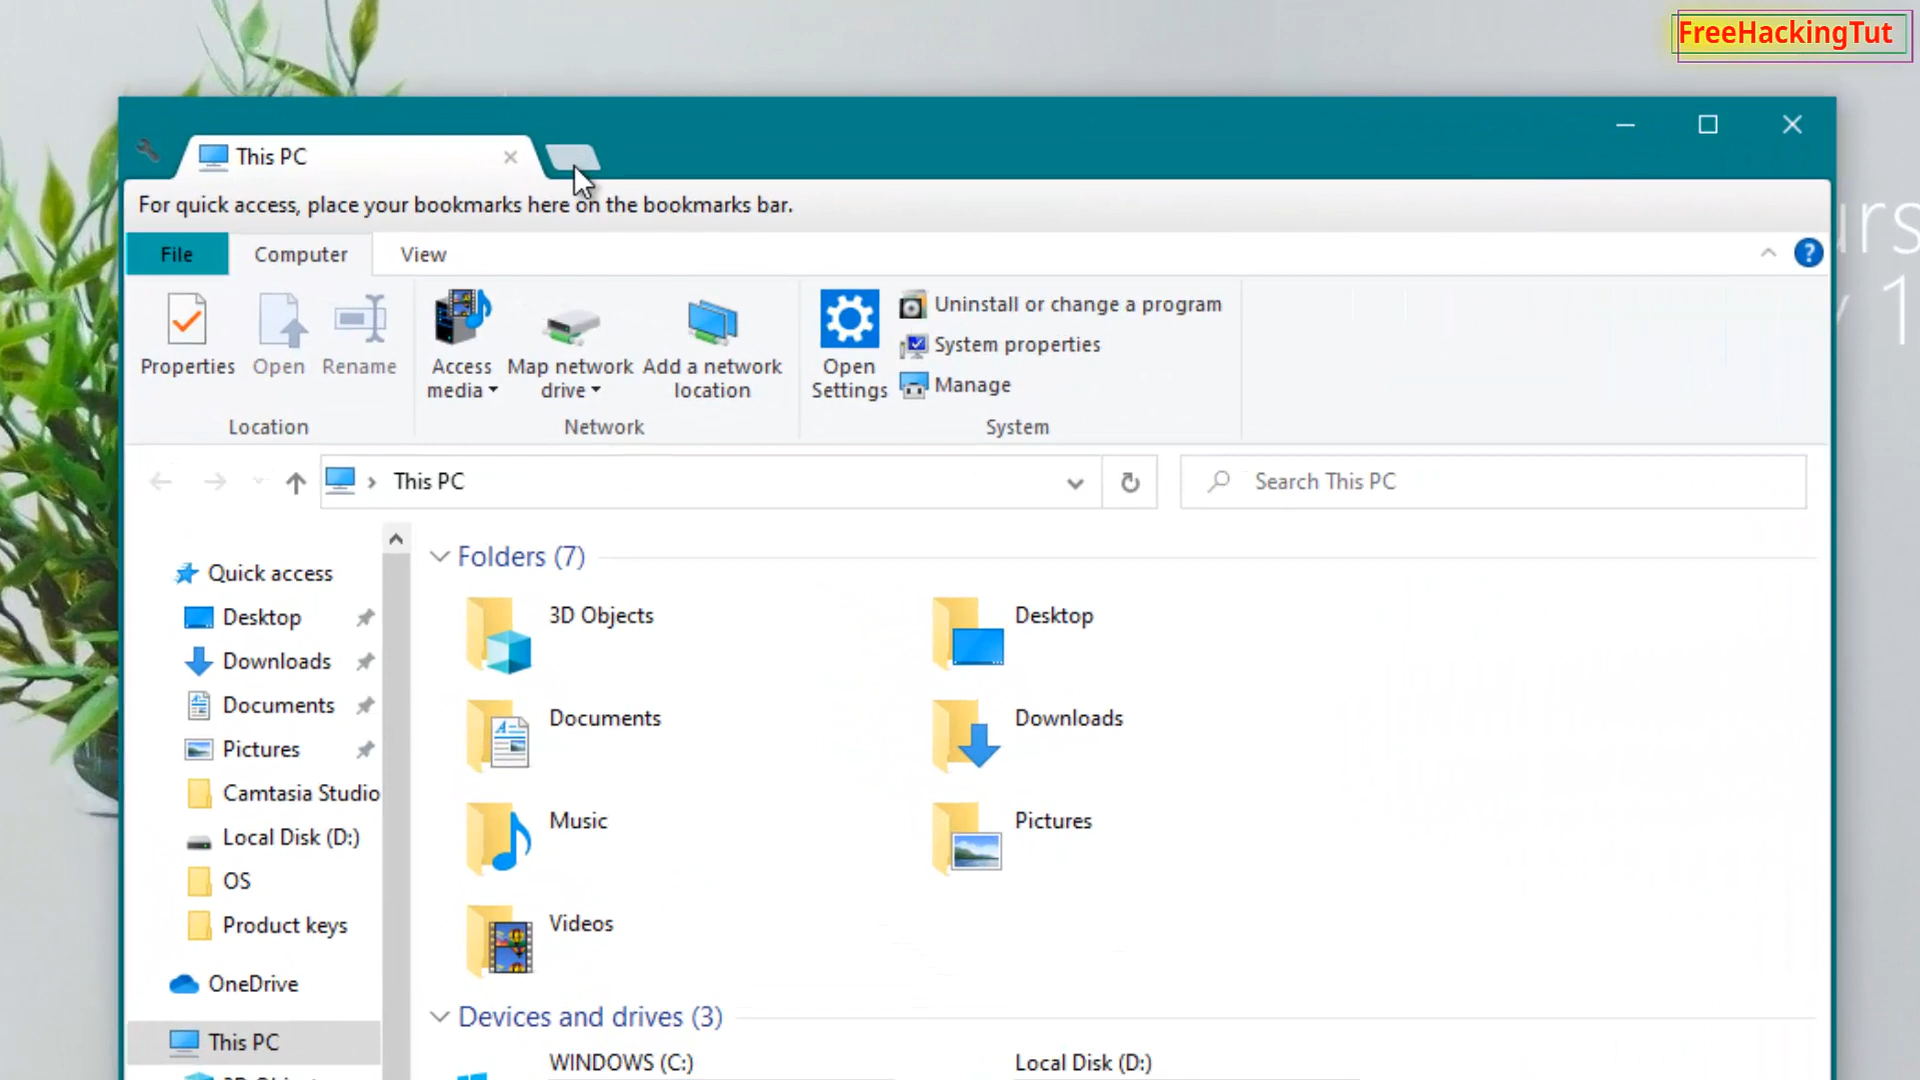 FreeHackingTut
This PC
For quick access, place your bookmarks here on the bookmarks bar.
File
Computer
View
?
Properties
Open
Rename
Access
media
Map network
drive
Add a network
location
Open
Settings
Uninstall or change a program
System properties
Manage
Location
Network
System
This PC
Search This PC
Quick access
Desktop
Downloads
Documents
Pictures
Camtasia Studio
Local Disk (D:)
OS
Product keys
OneDrive
This PC
Folders (7)
3D Objects
Desktop
Documents
Downloads
Music
Pictures
Videos
Devices and drives (3)
WINDOWS (C:)
Local Disk (D:)